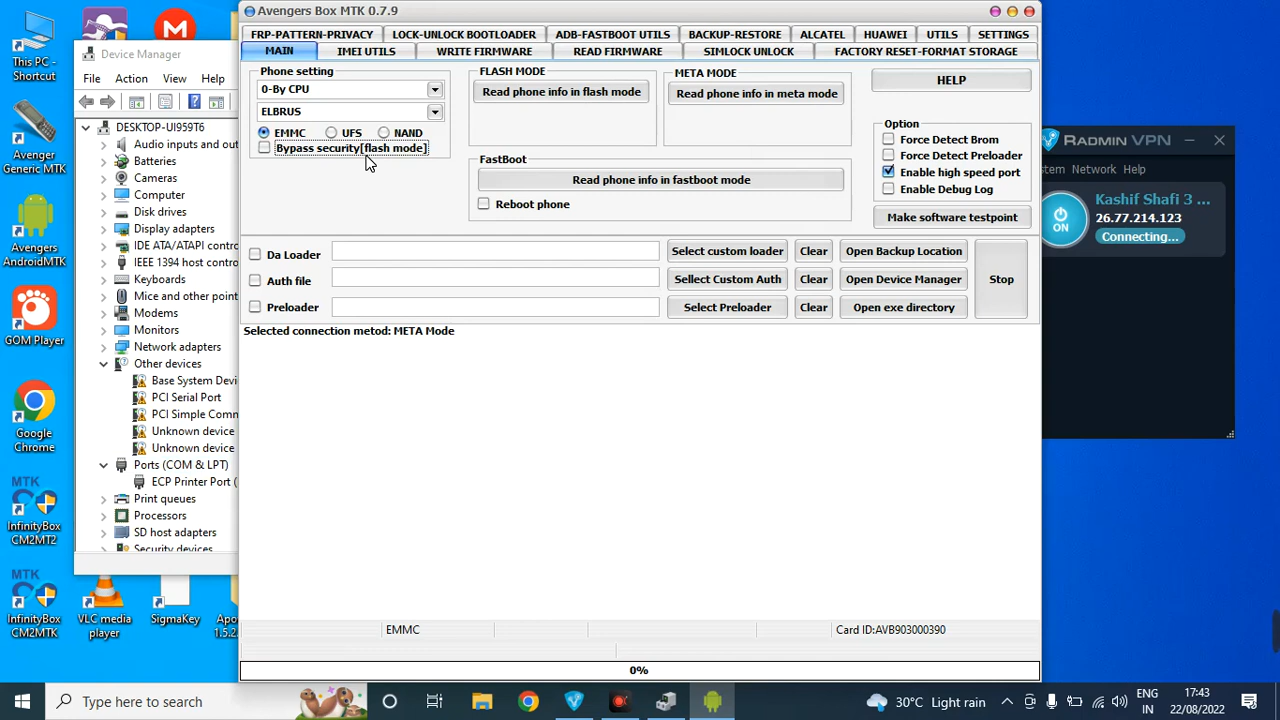 This PC - Shortcut
Avenger Generic MTK
Avengers AndroidMTK
GOM Player
Google Chrome
InfinityBox CM2MT2
InfinityBox CM2MTK
VLC media player
SigmaKey
Apo
1.5.2
Device Manager
File Action View Help
DESKTOP-UI959T6
Audio inputs and out
Batteries
Cameras
Computer
Disk drives
Display adapters
IDE ATA/ATAPI contro
IEEE 1394 host contro
Keyboards
Mice and other point
Modems
Monitors
Network adapters
Other devices
Base System Devi
PCI Serial Port
PCI Simple Comm
Unknown device
Unknown device
Ports (COM & LPT)
ECP Printer Port (
Print queues
Processors
SD host adapters
Security devices
Avengers Box MTK 0.7.9
FRP-PATTERN-PRIVACY LOCK-UNLOCK BOOTLOADER ADB-FASTBOOT UTILS BACKUP-RESTORE ALCATEL HUAWEI UTILS SETTINGS
MAIN IMEI UTILS WRITE FIRMWARE READ FIRMWARE SIMLOCK UNLOCK FACTORY RESET-FORMAT STORAGE
Phone setting
0-By CPU
ELBRUS
EMMC UFS NAND
Bypass security[flash mode]
FLASH MODE
Read phone info in flash mode
META MODE
Read phone info in meta mode
FastBoot
Read phone info in fastboot mode
Reboot phone
HELP
Option
Force Detect Brom
Force Detect Preloader
Enable high speed port
Enable Debug Log
Make software testpoint
Da Loader Select custom loader Clear Open Backup Location
Auth file Sellect Custom Auth Clear Open Device Manager
Preloader Select Preloader Clear Open exe directory
Stop
Selected connection metod: META Mode
EMMC Card ID:AVB903000390
0%
RADMIN VPN
stem Network Help
ON
Kashif Shafi 3 ...
26.77.214.123
Connecting...
Type here to search
30°C Light rain
ENG
IN
17:43
22/08/2022